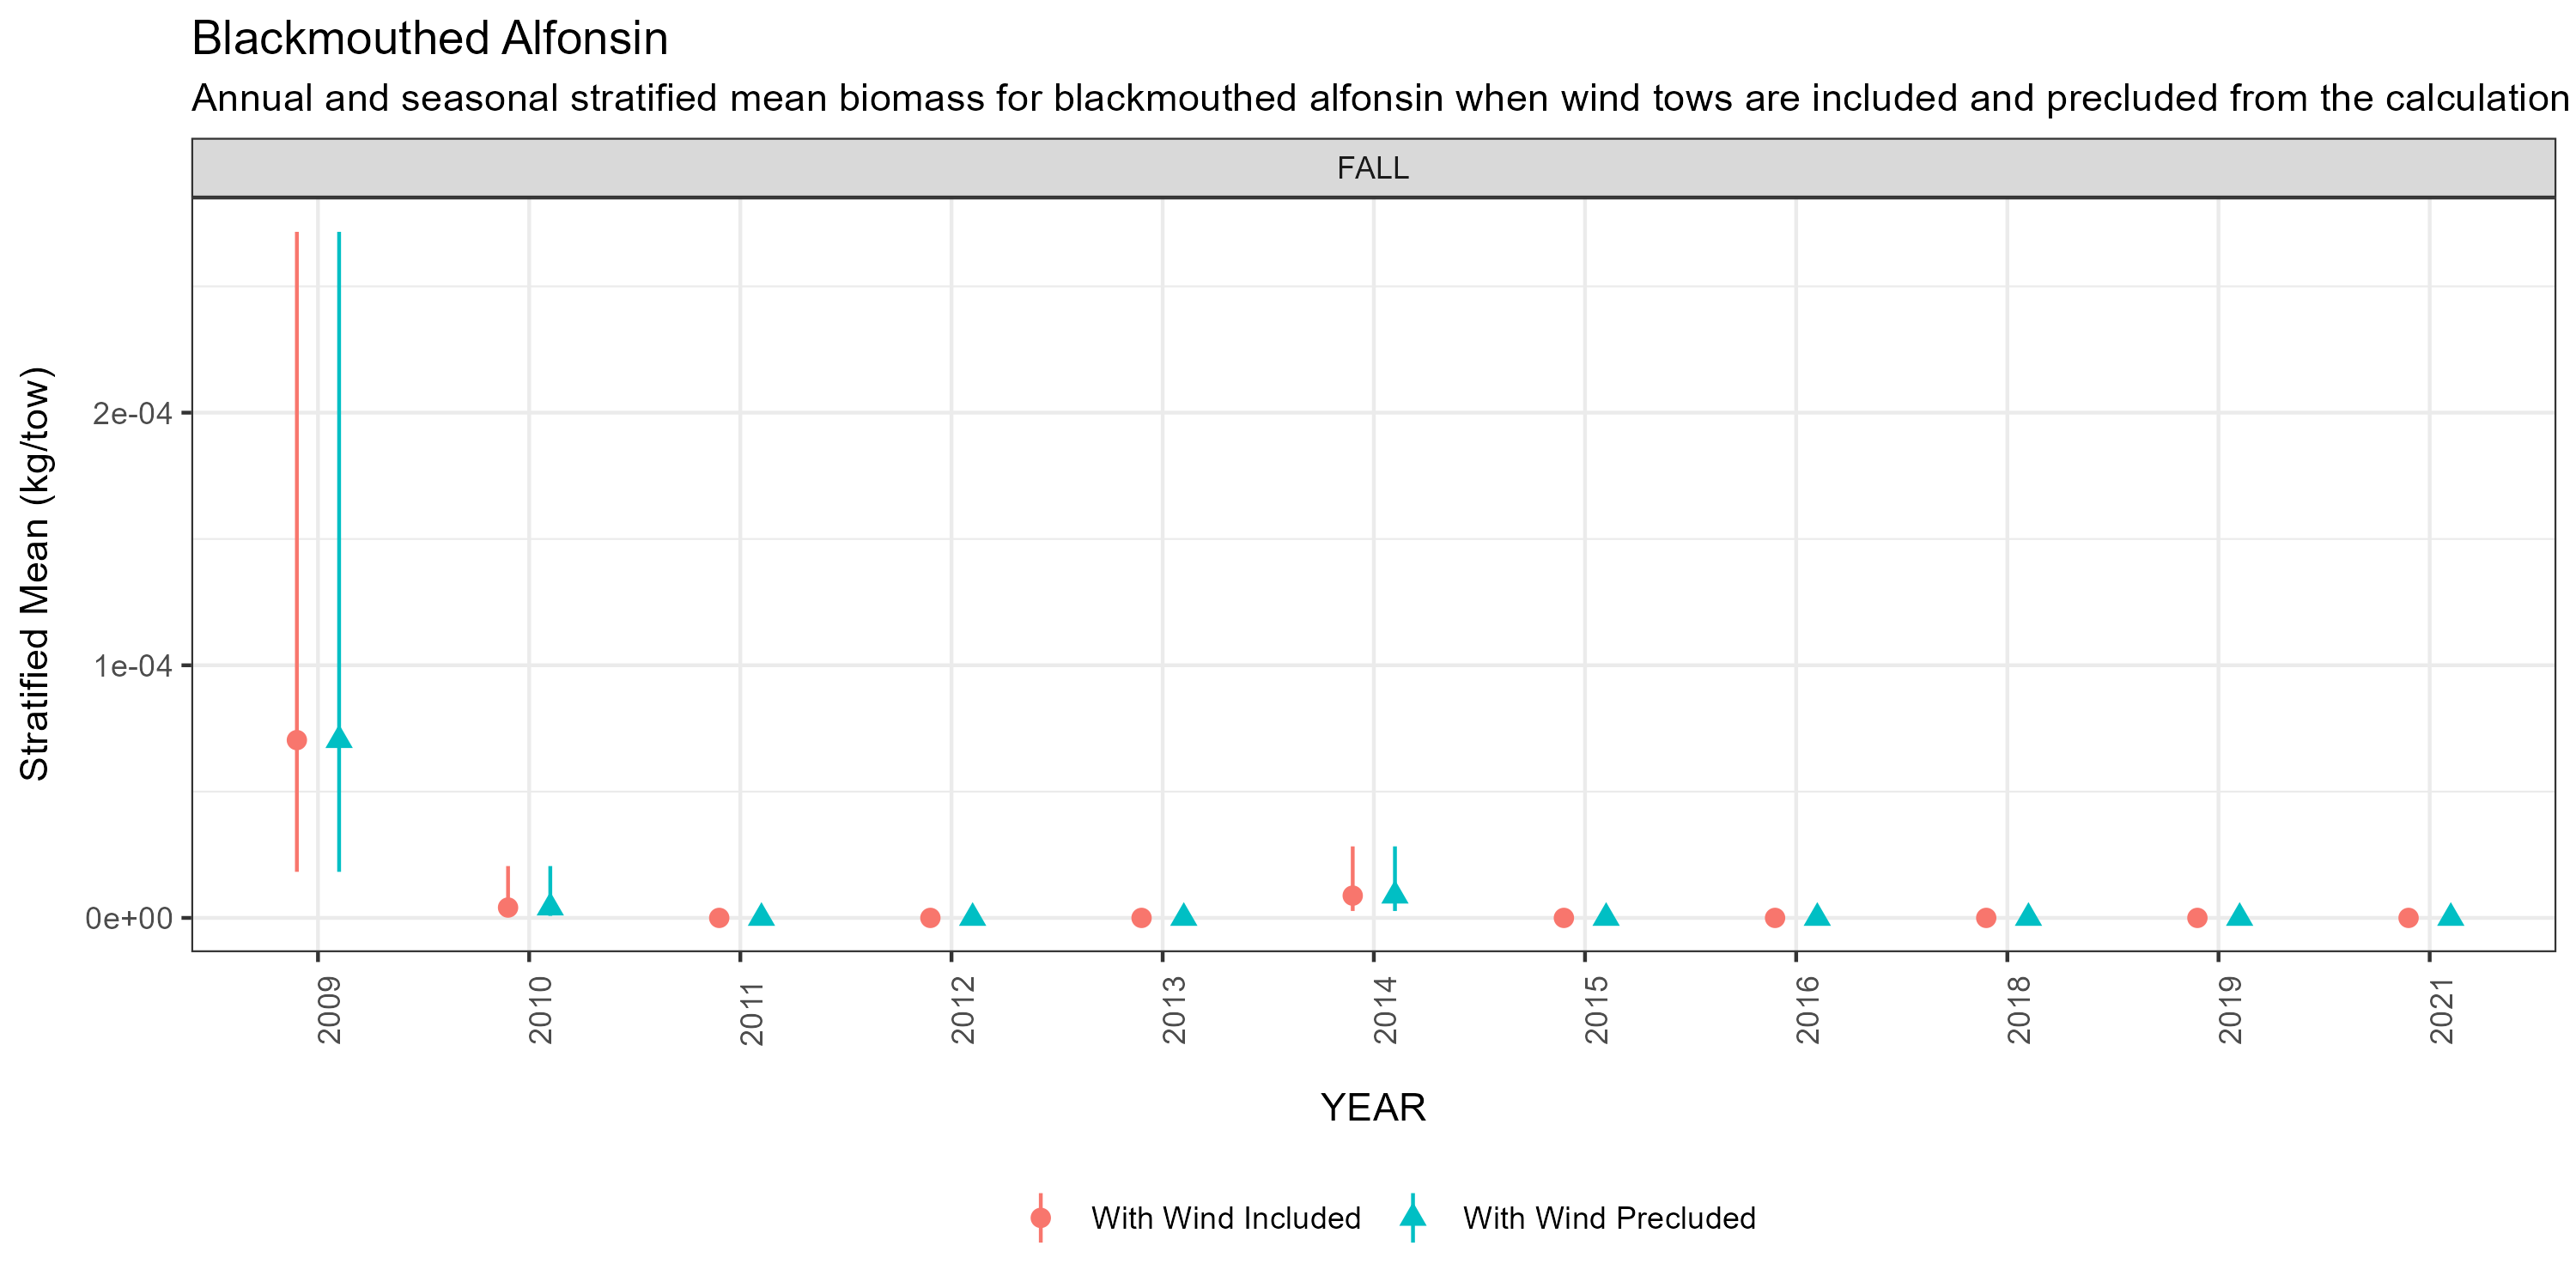 Blackmouthed Alfonsin
Annual and seasonal stratified mean biomass for blackmouthed alfonsin when wind tows are included and precluded from the calculation
FALL
Stratified Mean (kg/tow)
2e-04
1e-04
0e+00
2009
2010
2011
2012
2013
2014
2015
2016
2018
2019
2021
YEAR
With Wind Included
With Wind Precluded